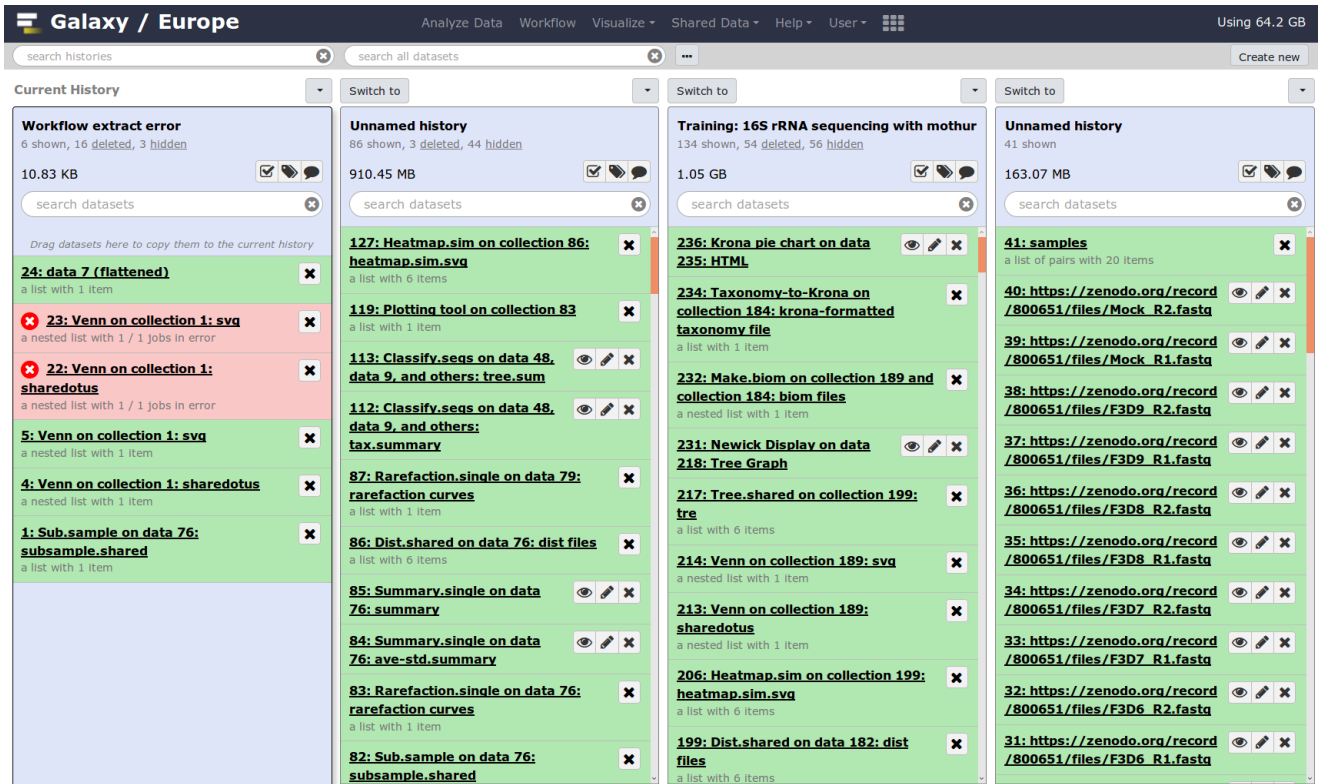 Galaxy / Europe
Analyze Data Workflow Visualize Shared Data Help User
Using 64.2 GB
search histories
search all datasets
...
Create new
Current History
Workflow extract error
6 shown, 16 deleted, 3 hidden
10.83 KB
search datasets
Drag datasets here to copy them to the current history
24: data 7 (flattened)
a list with 1 item
23: Venn on collection 1: svg
a nested list with 1 / 1 jobs in error
22: Venn on collection 1:
sharedotus
a nested list with 1 / 1 jobs in error
5: Venn on collection 1: svg
a nested list with 1 item
4: Venn on collection 1: sharedotus
a nested list with 1 item
1: Sub.sample on data 76:
subsample.shared
a list with 1 item
Switch to
Unnamed history
86 shown, 3 deleted, 44 hidden
910.45 MB
search datasets
127: Heatmap.sim on collection 86:
heatmap.sim.svg
a list with 6 items
119: Plotting tool on collection 83
a list with 1 item
113: Classify.seqs on data 48,
data 9, and others: tree.sum
112: Classify.seqs on data 48,
data 9, and others:
tax.summary
87: Rarefaction.single on data 79:
rarefaction curves
a list with 1 item
86: Dist.shared on data 76: dist files
a list with 6 items
85: Summary.single on data
76: summary
84: Summary.single on data
76: ave-std.summary
83: Rarefaction.single on data 76:
rarefaction curves
a list with 1 item
82: Sub.sample on data 76:
subsample.shared
Switch to
Training: 16S rRNA sequencing with mothur
134 shown, 54 deleted, 56 hidden
1.05 GB
search datasets
236: Krona pie chart on data
235: HTML
234: Taxonomy-to-Krona on
collection 184: krona-formatted
taxonomy file
a list with 1 item
232: Make.biom on collection 189 and
collection 184: biom files
a nested list with 1 item
231: Newick Display on data
218: Tree Graph
217: Tree.shared on collection 199:
tre
a list with 6 items
214: Venn on collection 189: svg
a nested list with 1 item
213: Venn on collection 189:
sharedotus
a nested list with 1 item
206: Heatmap.sim on collection 199:
heatmap.sim.svg
a list with 6 items
199: Dist.shared on data 182: dist
files
a list with 6 items
Switch to
Unnamed history
41 shown
163.07 MB
search datasets
41: samples
a list of pairs with 20 items
40: https://zenodo.org/record
/800651/files/Mock_R2.fastq
39: https://zenodo.org/record
/800651/files/Mock_R1.fastq
38: https://zenodo.org/record
/800651/files/F3D9_R2.fastq
37: https://zenodo.org/record
/800651/files/F3D9_R1.fastq
36: https://zenodo.org/record
/800651/files/F3D8_R2.fastq
35: https://zenodo.org/record
/800651/files/F3D8_R1.fastq
34: https://zenodo.org/record
/800651/files/F3D7_R2.fastq
33: https://zenodo.org/record
/800651/files/F3D7_R1.fastq
32: https://zenodo.org/record
/800651/files/F3D6_R2.fastq
31: https://zenodo.org/record
/800651/files/F3D6_R1.fastq